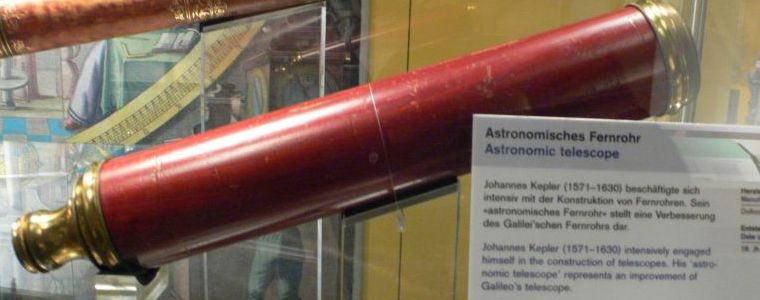 Astronomisches Fernrohr
Astronomic telescope
Johannes Kepler (1571–1630) beschäftigte sich
intensiv mit der Konstruktion von Fernrohren. Sein
«astronomisches Fernrohr» stellt eine Verbesserung
des Galilei'schen Fernrohrs dar.
Johannes Kepler (1571–1630) intensively engaged
himself in the construction of telescopes. His 'astro-
nomic telescope' represents an improvement of
Galileo's telescope.